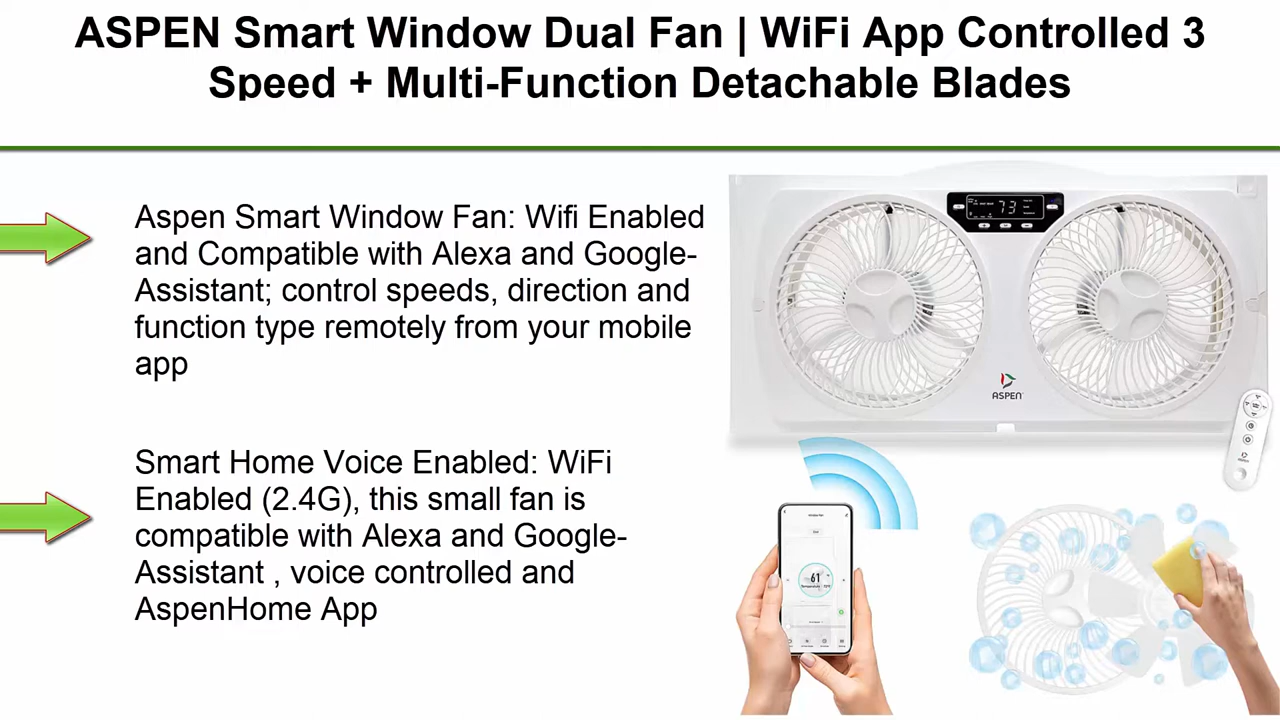 ASPEN Smart Window Dual Fan | WiFi App Controlled 3
Speed + Multi-Function Detachable Blades
Aspen Smart Window Fan: Wifi Enabled
and Compatible with Alexa and Google-
Assistant; control speeds, direction and
function type remotely from your mobile
app
Smart Home Voice Enabled: WiFi
Enabled (2.4G), this small fan is
compatible with Alexa and Google-
Assistant , voice controlled and
AspenHome App
73
ASPEN
ASPEN
61